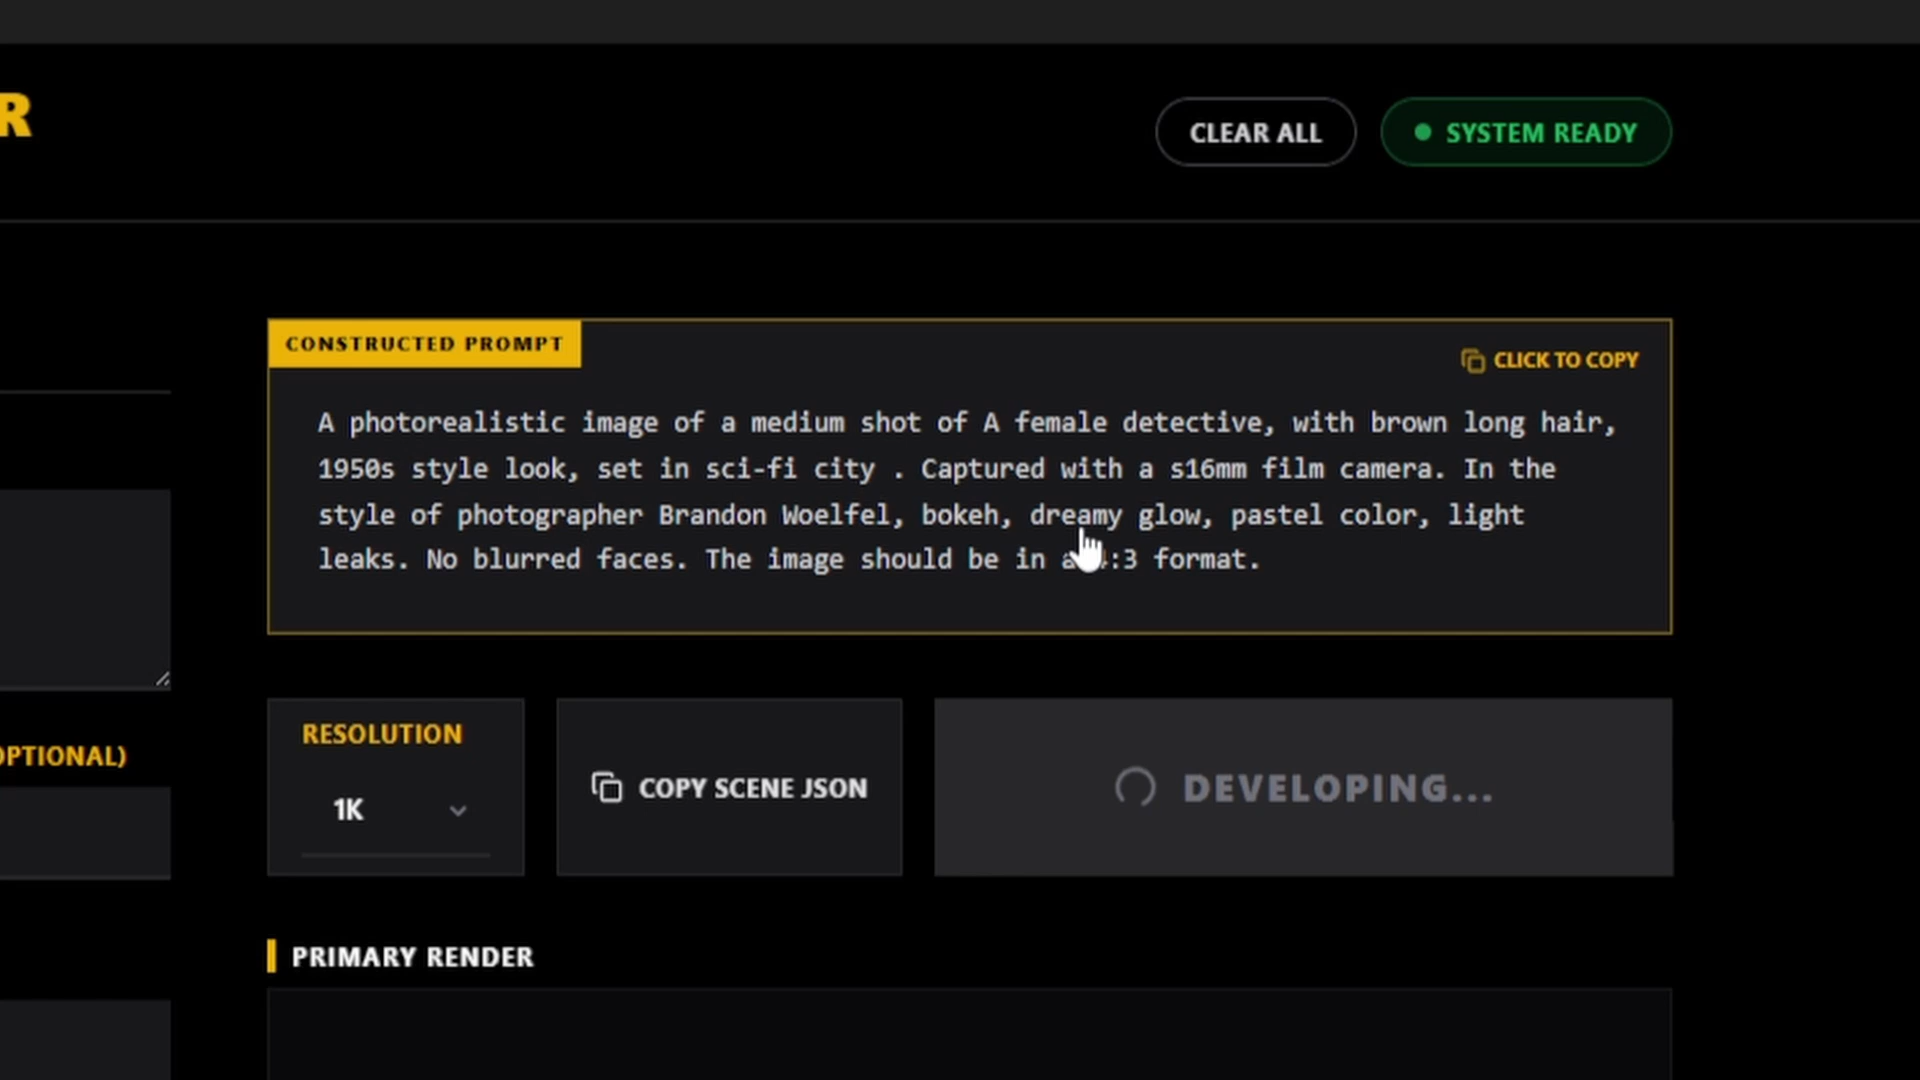 R
CLEAR ALL
SYSTEM READY
CONSTRUCTED PROMPT
CLICK TO COPY
A photorealistic image of a medium shot of A female detective, with brown long hair,
1950s style look, set in sci-fi city . Captured with a s16mm film camera. In the
style of photographer Brandon Woelfel, bokeh, dreamy glow, pastel color, light
leaks. No blurred faces. The image should be in a :3 format.
OPTIONAL)
RESOLUTION
1K
COPY SCENE JSON
DEVELOPING...
PRIMARY RENDER